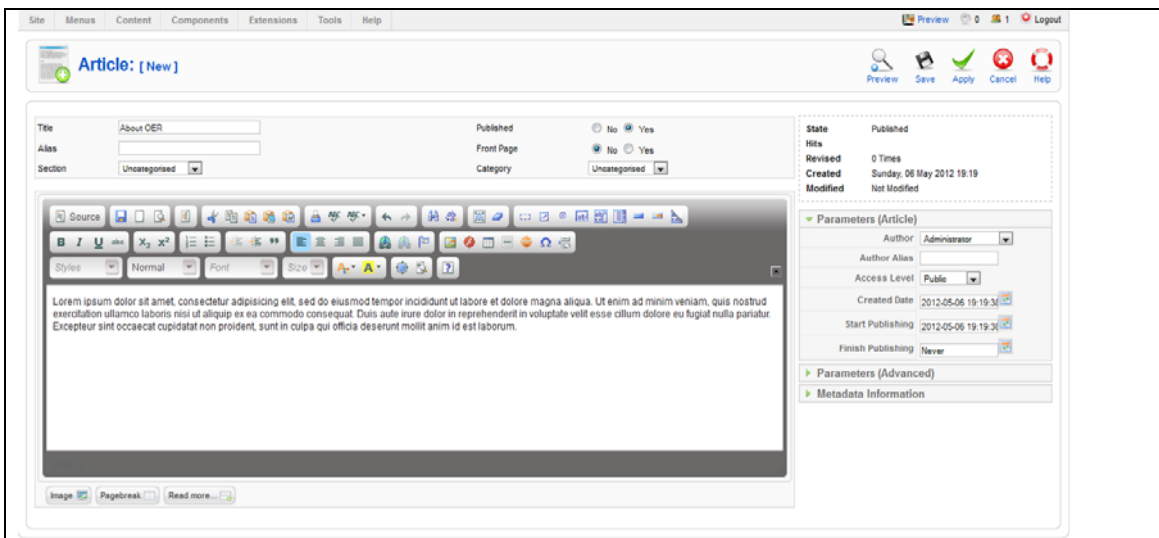 Site Menus Content Components Extensions Tools Help Preview 0 1 Logout
Article: [ New ]
Preview Save Apply Cancel Help
Title About OER Published No Yes
Alias Front Page No Yes
Section Uncategorised Category Uncategorised
State Published
Hits
Revised 0 Times
Created Sunday, 06 May 2012 19:19
Modified Not Modified
Source
B I U abc X₂ X²
Styles Normal Font Size A A
Lorem ipsum dolor sit amet, consectetur adipisicing elit, sed do eiusmod tempor incididunt ut labore et dolore magna aliqua. Ut enim ad minim veniam, quis nostrud
exercitation ullamco laboris nisi ut aliquip ex ea commodo consequat. Duis aute irure dolor in reprehenderit in voluptate velit esse cillum dolore eu fugiat nulla pariatur.
Excepteur sint occaecat cupidatat non proident, sunt in culpa qui officia deserunt mollit anim id est laborum.
Parameters (Article)
Author Administrator
Author Alias
Access Level Public
Created Date 2012-05-06 19:19:38
Start Publishing 2012-05-06 19:19:38
Finish Publishing Never
Parameters (Advanced)
Metadata Information
Image Pagebreak Read more...